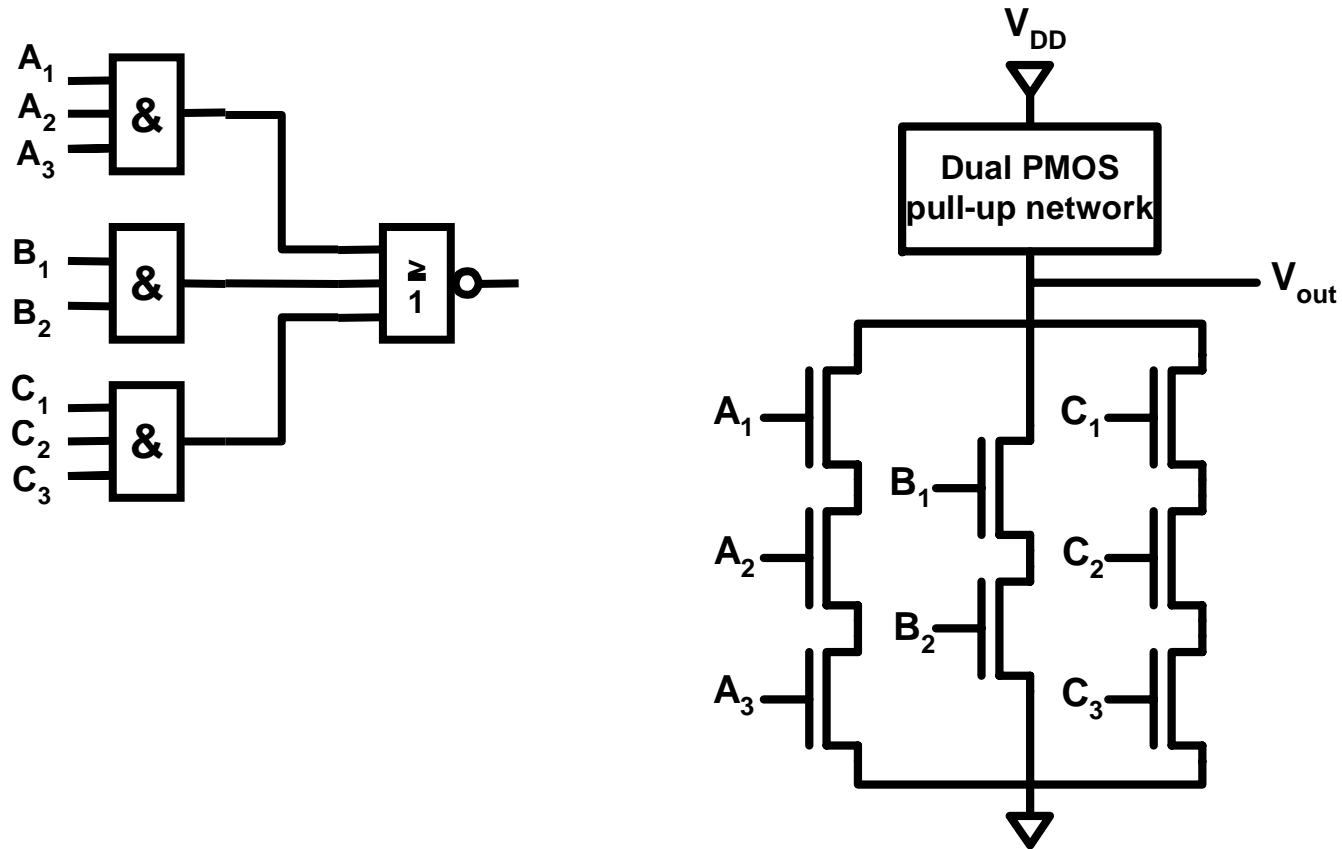 A1
A2
A3
&
B1
B2
&
C1
C2
C3
&
≥
1
VDD
Dual PMOS
pull-up network
Vout
A1
A2
A3
B1
B2
C1
C2
C3